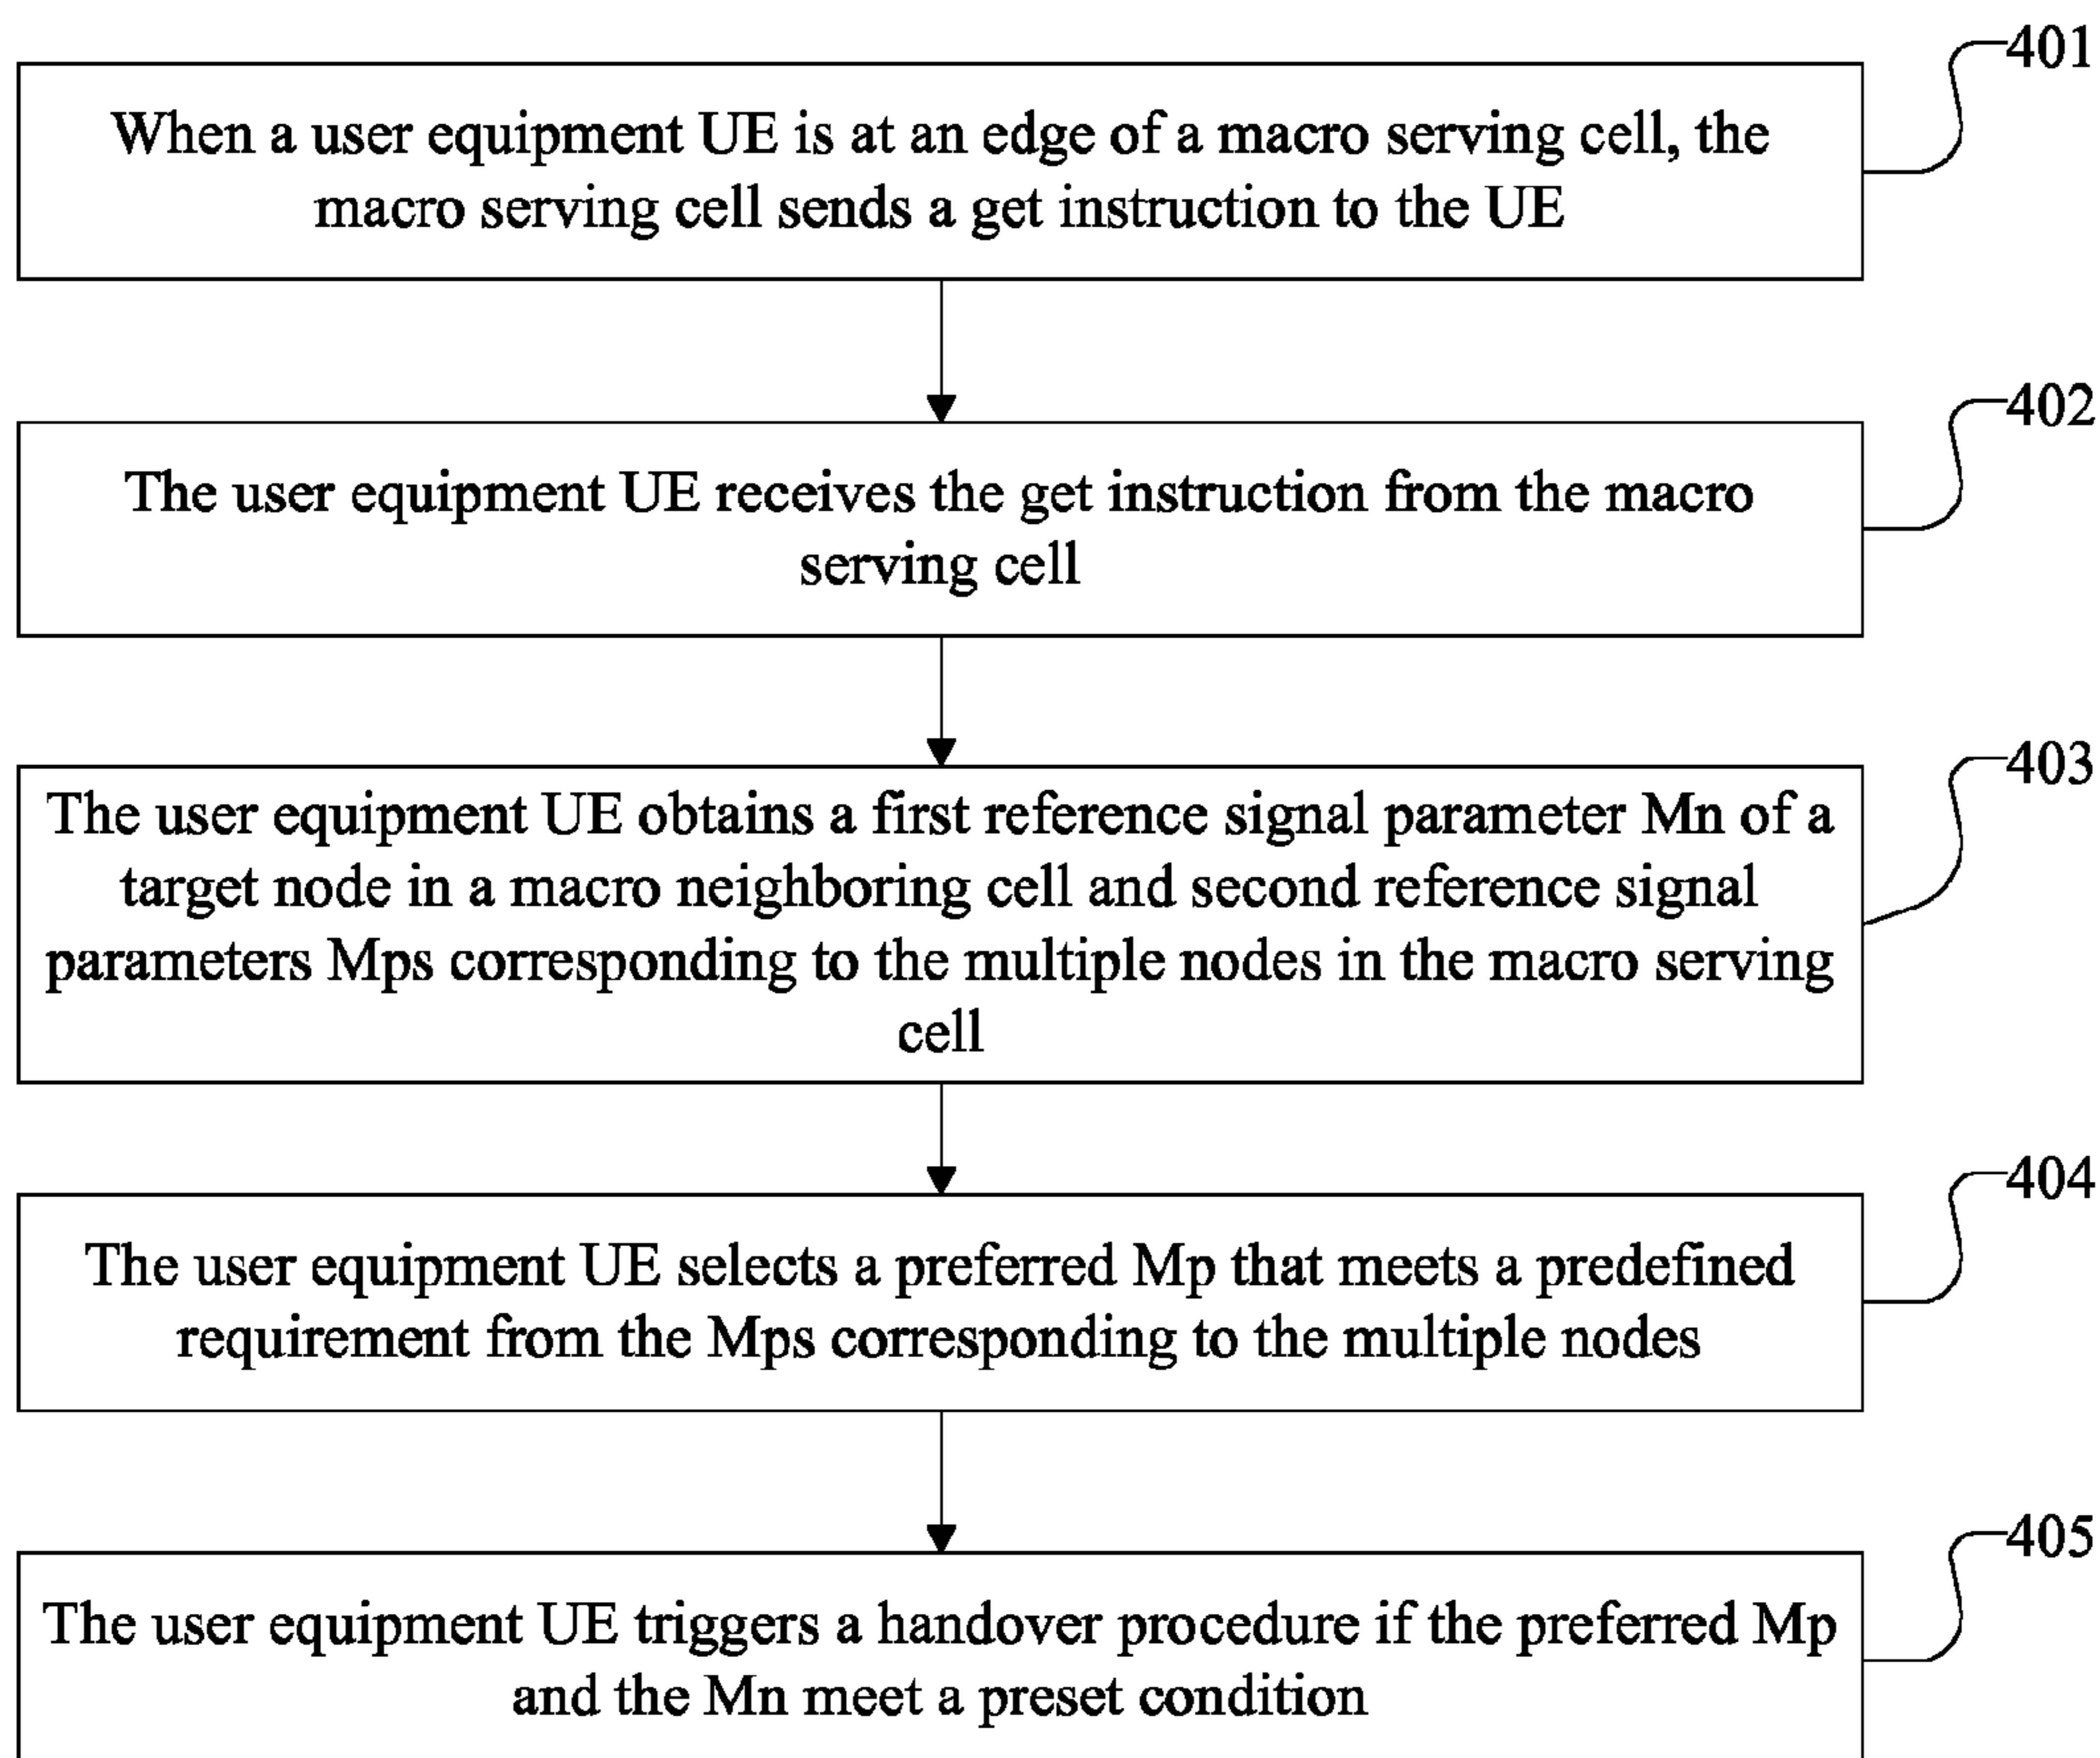 401
When a user equipment UE is at an edge of a macro serving cell, the
macro serving cell sends a get instruction to the UE
402
The user equipment UE receives the get instruction from the macro
serving cell
403
The user equipment UE obtains a first reference signal parameter Mn of a
target node in a macro neighboring cell and second reference signal
parameters Mps corresponding to the multiple nodes in the macro serving
cell
404
The user equipment UE selects a preferred Mp that meets a predefined
requirement from the Mps corresponding to the multiple nodes
405
The user equipment UE triggers a handover procedure if the preferred Mp
and the Mn meet a preset condition